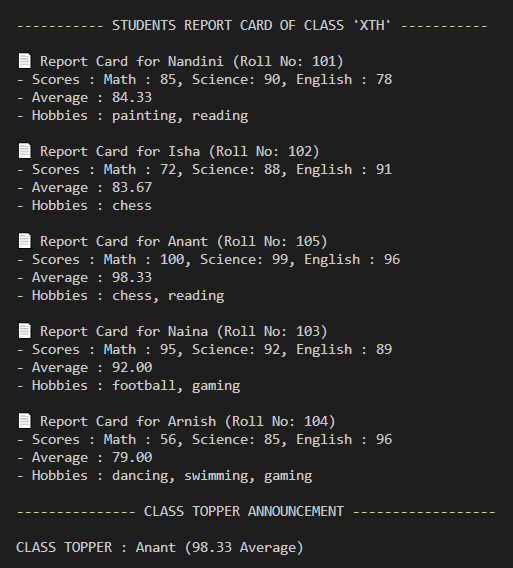 ----------- STUDENTS REPORT CARD OF CLASS 'XTH' -----------
📄 Report Card for Nandini (Roll No: 101)
- Scores : Math : 85, Science: 90, English : 78
- Average : 84.33
- Hobbies : painting, reading
📄 Report Card for Isha (Roll No: 102)
- Scores : Math : 72, Science: 88, English : 91
- Average : 83.67
- Hobbies : chess
📄 Report Card for Anant (Roll No: 105)
- Scores : Math : 100, Science: 99, English : 96
- Average : 98.33
- Hobbies : chess, reading
📄 Report Card for Naina (Roll No: 103)
- Scores : Math : 95, Science: 92, English : 89
- Average : 92.00
- Hobbies : football, gaming
📄 Report Card for Arnish (Roll No: 104)
- Scores : Math : 56, Science: 85, English : 96
- Average : 79.00
- Hobbies : dancing, swimming, gaming
--------------- CLASS TOPPER ANNOUNCEMENT ------------------
CLASS TOPPER : Anant (98.33 Average)